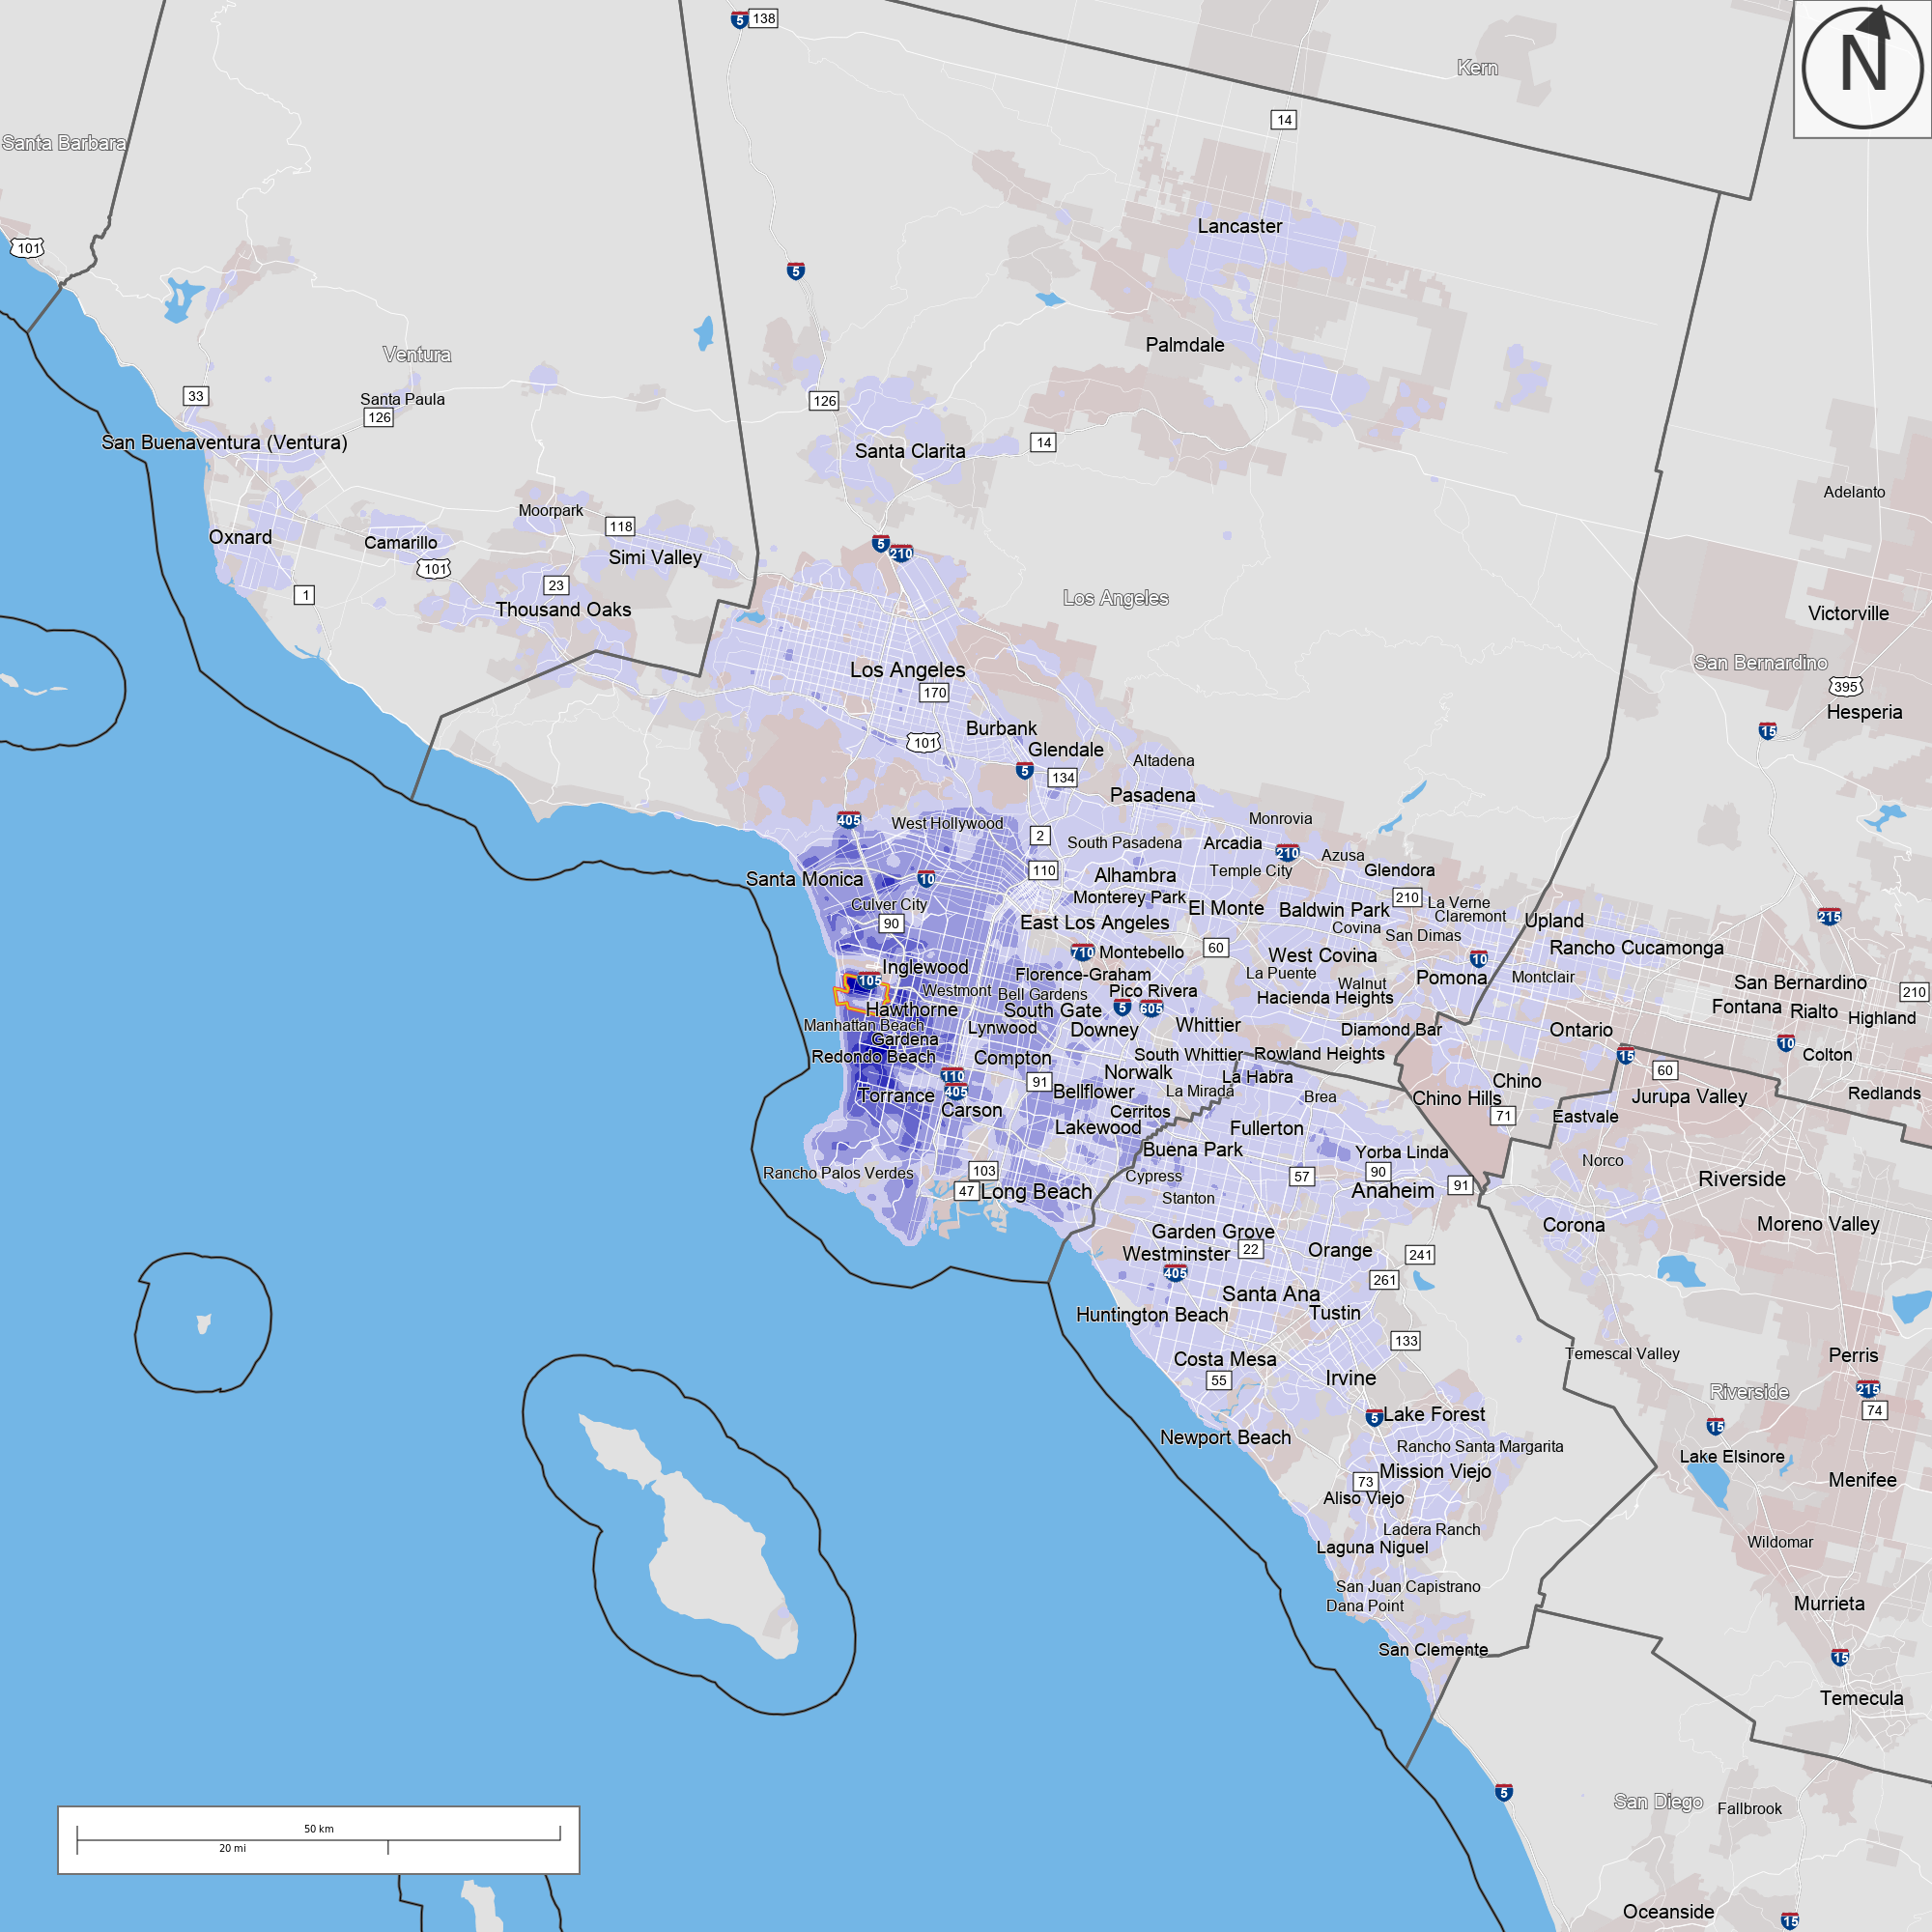 5 138
N
Kern
14
Santa Barbara
Lancaster
101
5
Palmdale
Ventura
33
Santa Paula
126
126
San Buenaventura (Ventura)
Santa Clarita
14
Adelanto
Moorpark
118
Oxnard
Camarillo
5
210
Simi Valley
101
23
1
Thousand Oaks
Los Angeles
Victorville
San Bernardino
Los Angeles
170
395
Hesperia
Burbank
15
101
Glendale
Altadena
5
134
Pasadena
405
West Hollywood
Monrovia
2
South Pasadena
Arcadia
210
Azusa
Santa Monica
10
110
Alhambra
Temple City
Glendora
Culver City
Monterey Park
El Monte
Baldwin Park
210
La Verne
Claremont
Upland
215
90
East Los Angeles
Covina
San Dimas
710
Montebello
60
West Covina
10
Rancho Cucamonga
Inglewood
105
Florence-Graham
La Puente
Walnut
Pomona
Montclair
San Bernardino
210
Westmont
Bell Gardens
Pico Rivera
Hacienda Heights
Fontana
Rialto
Highland
Hawthorne
South Gate
5
605
Manhattan Beach
Lynwood
Downey
Whittier
Diamond Bar
Ontario
Gardena
10
Colton
Redondo Beach
Compton
South Whittier
Rowland Heights
15
60
110
405
91
Norwalk
La Habra
Chino
Torrance
Carson
Bellflower
La Mirada
Brea
Chino Hills
71
Eastvale
Jurupa Valley
Redlands
Cerritos
Lakewood
Fullerton
Buena Park
Yorba Linda
Norco
Rancho Palos Verdes
103
Cypress
57
90
Riverside
47
Long Beach
Stanton
Anaheim
91
Garden Grove
Corona
Moreno Valley
Westminster
22
Orange
241
405
261
Santa Ana
Huntington Beach
Tustin
133
Temescal Valley
Perris
Costa Mesa
55
Irvine
Riverside
215
74
5
Lake Forest
15
Newport Beach
Rancho Santa Margarita
Lake Elsinore
73
Mission Viejo
Menifee
Aliso Viejo
Ladera Ranch
Laguna Niguel
Wildomar
San Juan Capistrano
Dana Point
Murrieta
San Clemente
15
Temecula
5
San Diego
Fallbrook
50 km
20 mi
Oceanside
15